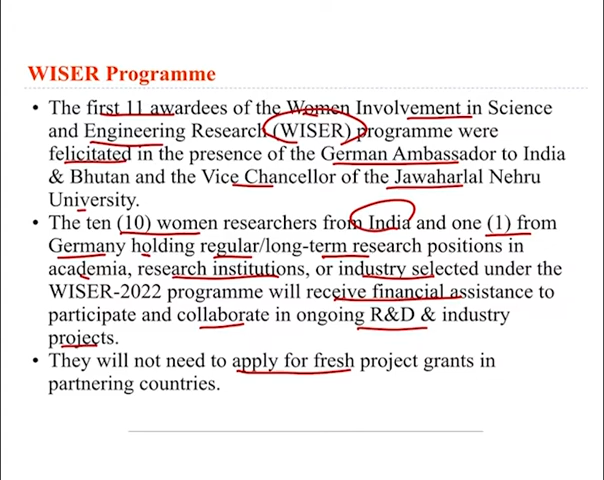 WISER Programme
• The first 11 awardees of the Women Involvement in Science
and Engineering Research (WISER) programme were
felicitated in the presence of the German Ambassador to India
& Bhutan and the Vice Chancellor of the Jawaharlal Nehru
University.
• The ten (10) women researchers from India and one (1) from
Germany holding regular/long-term research positions in
academia, research institutions, or industry selected under the
WISER-2022 programme will receive financial assistance to
participate and collaborate in ongoing R&D & industry
projects.
• They will not need to apply for fresh project grants in
partnering countries.